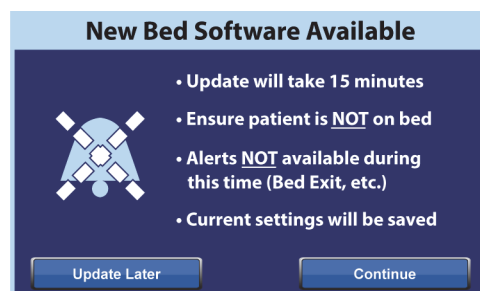 New Bed Software Available
• Update will take 15 minutes
• Ensure patient is NOT on bed
• Alerts NOT available during
this time (Bed Exit, etc.)
• Current settings will be saved
Update Later
Continue